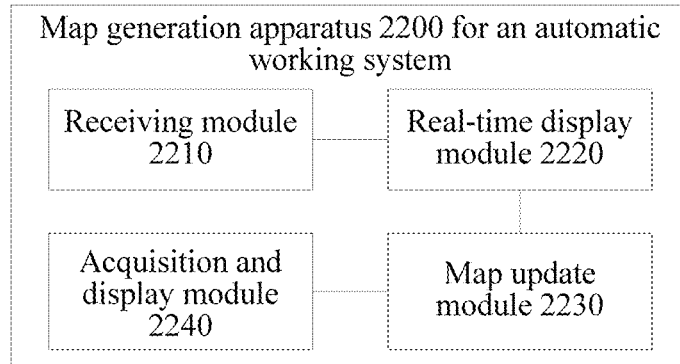 Map generation apparatus 2200 for an automatic
working system
Receiving module
2210
Real-time display
module 2220
Acquisition and
display module
2240
Map update
module 2230